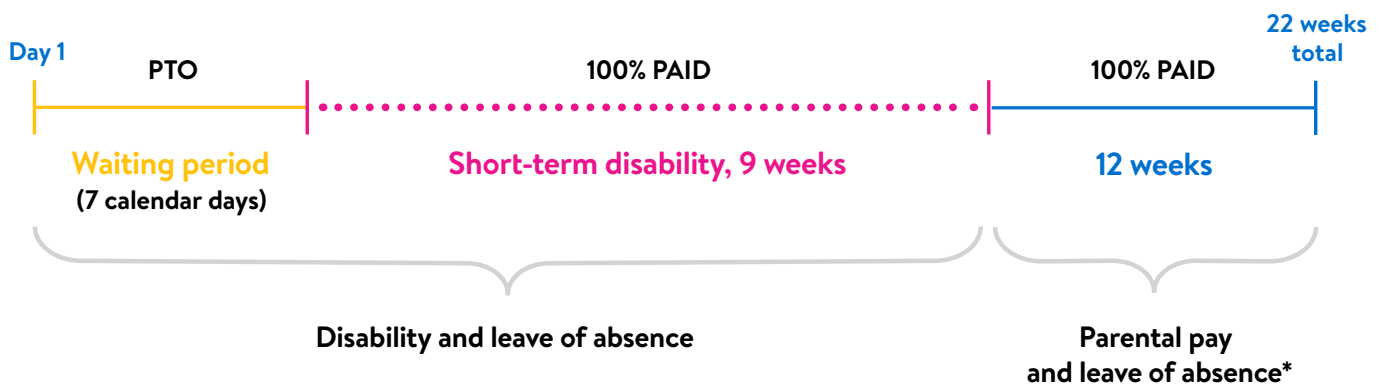 Day 1
PTO
100% PAID
100% PAID
22 weeks
total
Waiting period
(7 calendar days)
Short-term disability, 9 weeks
12 weeks
Disability and leave of absence
Parental pay
and leave of absence*